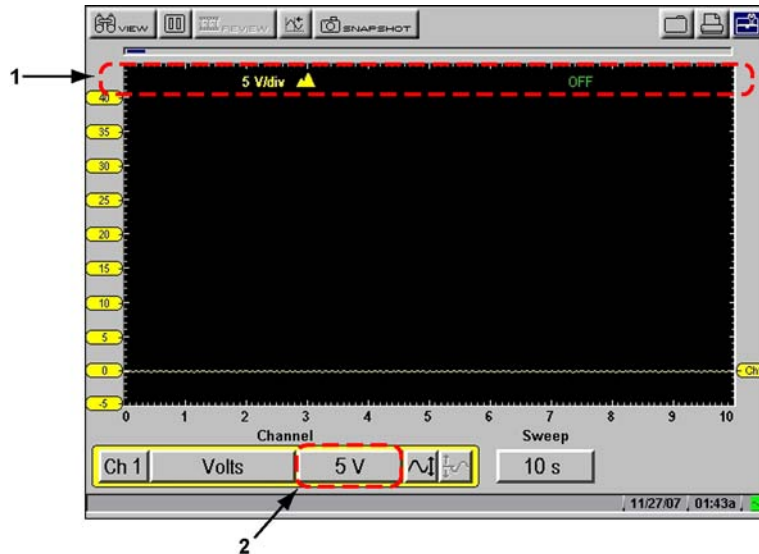 VIEW REVIEW SNAPSHOT
1
5 V/div OFF
40
35
30
25
20
15
10
5
0
Ch
-5
0 1 2 3 4 5 6 7 8 9 10
Channel Sweep
Ch 1 Volts 5 V 10 s
11/27/07 01:43a
2